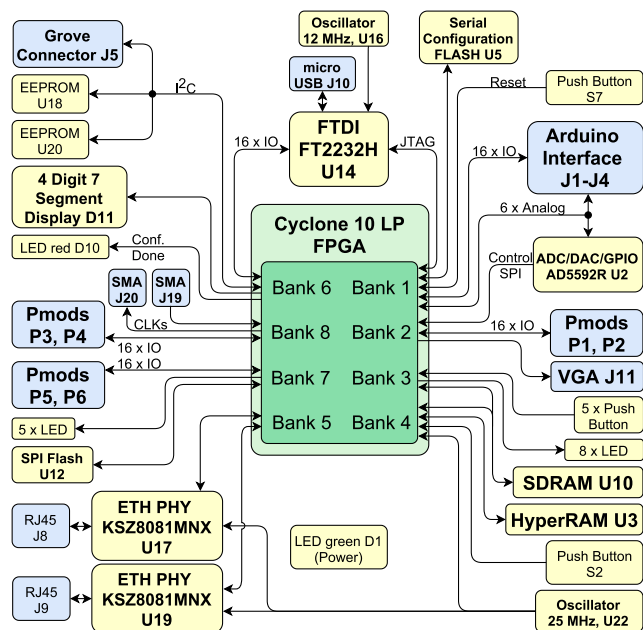 Grove
Connector J5
EEPROM
U18
EEPROM
U20
4 Digit 7
Segment
Display D11
LED red D10
I²C
Conf.
Done
Oscillator
12 MHz, U16
micro
USB J10
16 x IO
FTDI
FT2232H
U14
JTAG
Serial
Configuration
FLASH U5
Reset
Push Button
S7
16 x IO
Arduino
Interface
J1-J4
6 x Analog
Control
SPI
ADC/DAC/GPIO
AD5592R U2
SMA
J20
SMA
J19
CLKs
Cyclone 10 LP
FPGA
Bank 6
Bank 1
Bank 8
Bank 2
Bank 7
Bank 3
Bank 5
Bank 4
Pmods
P3, P4
16 x IO
16 x IO
Pmods
P5, P6
5 x LED
SPI Flash
U12
16 x IO
Pmods
P1, P2
VGA J11
5 x Push
Button
8 x LED
SDRAM U10
HyperRAM U3
RJ45
J8
ETH PHY
KSZ8081MNX
U17
LED green D1
(Power)
Push Button
S2
RJ45
J9
ETH PHY
KSZ8081MNX
U19
Oscillator
25 MHz, U22